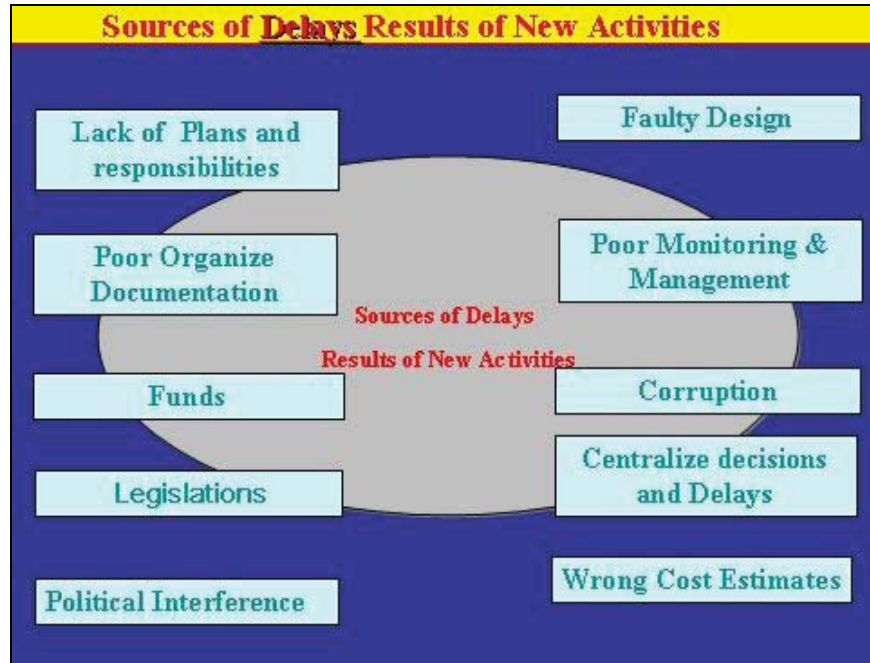 Sources of Delays Results of New Activities
Lack of Plans and
responsibilities
Faulty Design
Poor Organize
Documentation
Poor Monitoring &
Management
Sources of Delays
Results of New Activities
Funds
Corruption
Legislations
Centralize decisions
and Delays
Political Interference
Wrong Cost Estimates